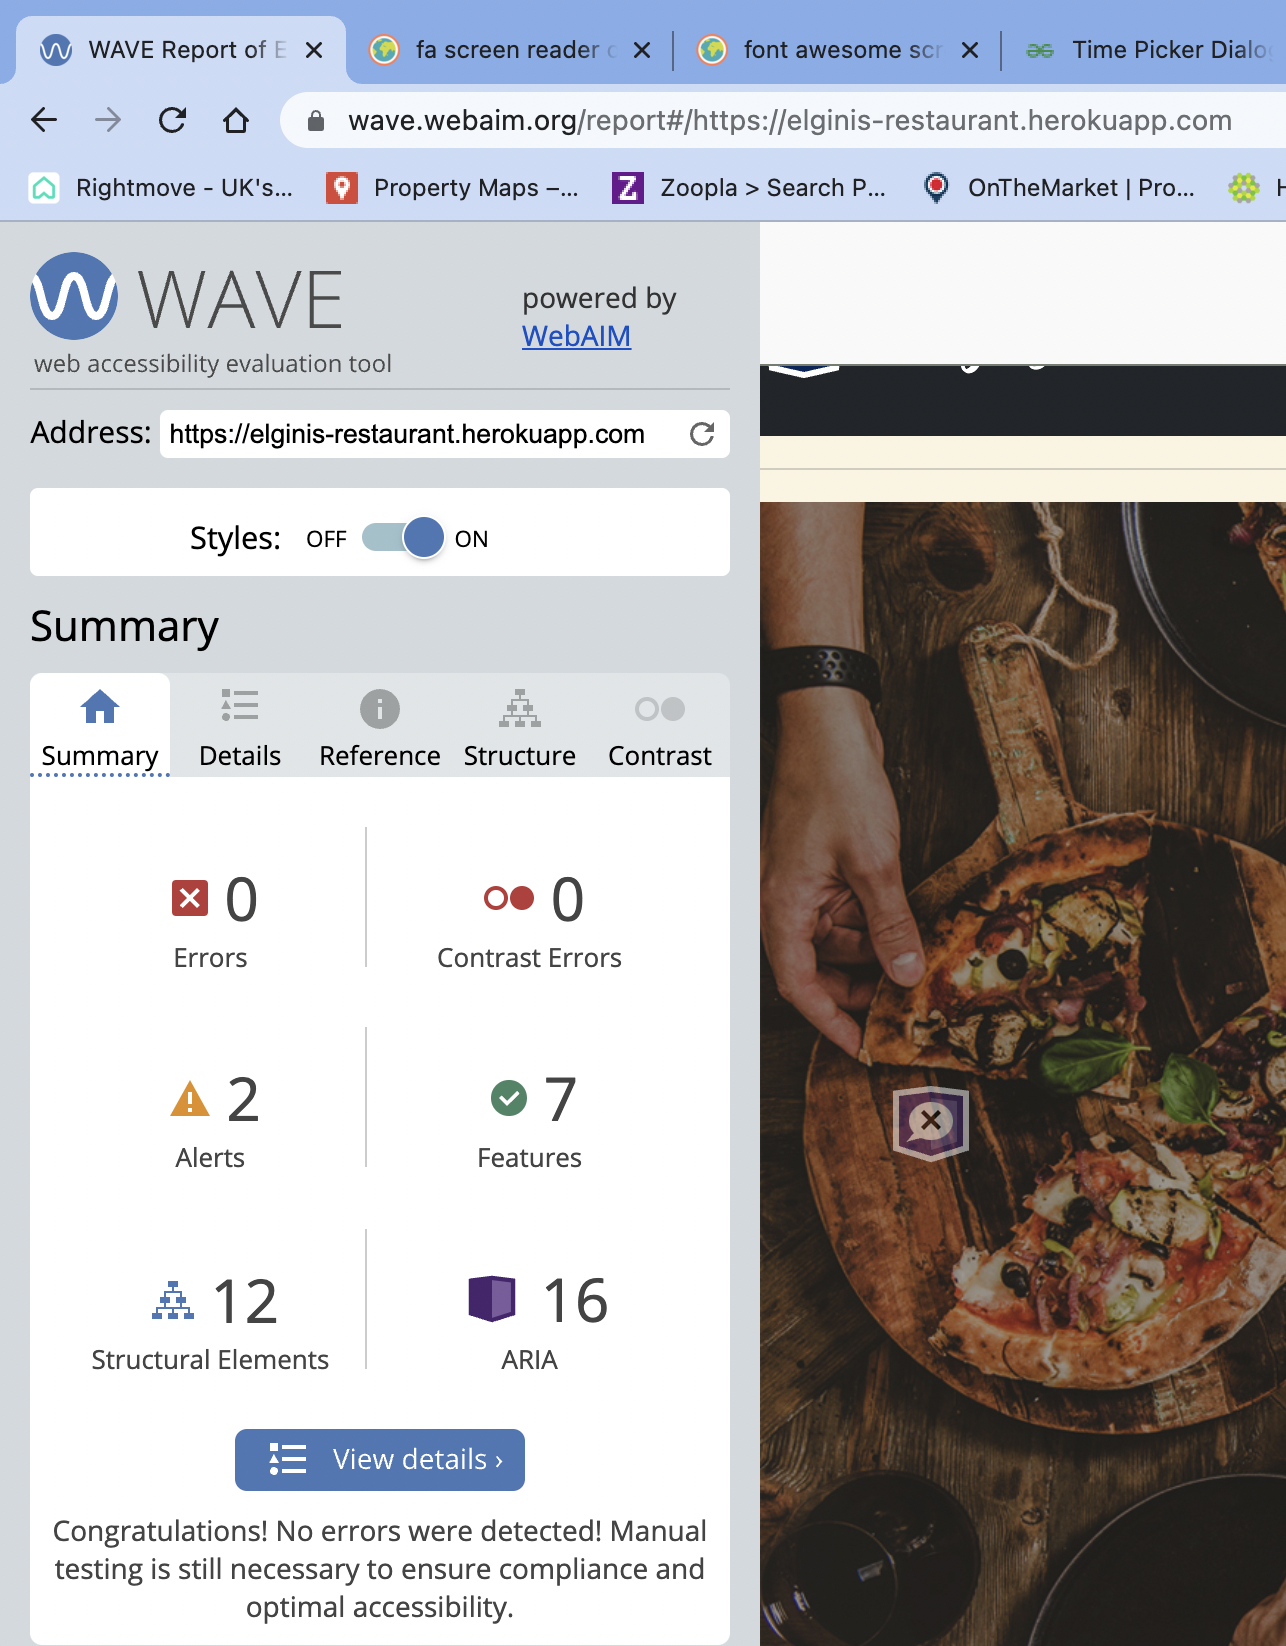 WAVE Report of E
fa screen reader o
font awesome scr
Time Picker Dialog
wave.webaim.org/report#/https://elginis-restaurant.herokuapp.com
Rightmove - UK's...
Property Maps –...
Zoopla > Search P...
OnTheMarket | Pro...
H
WAVE
web accessibility evaluation tool
powered by
WebAIM
Address: https://elginis-restaurant.herokuapp.com
Styles: OFF ON
Summary
Summary Details Reference Structure Contrast
0 Errors
0 Contrast Errors
2 Alerts
7 Features
12 Structural Elements
16 ARIA
View details ›
Congratulations! No errors were detected! Manual
testing is still necessary to ensure compliance and
optimal accessibility.